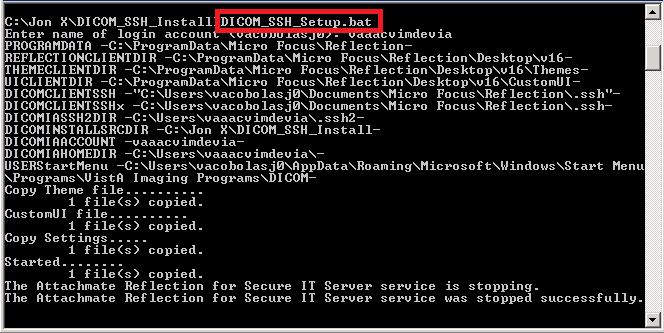 C:\Jon X\DICOM_SSH_Install>DICOM_SSH_Setup.bat
Enter name of login account (vacobolasj0): vaaacvimdevia
PROGRAMDATA -C:\ProgramData\Micro Focus\Reflection-
REFLECTIONCLIENTDIR -C:\ProgramData\Micro Focus\Reflection\Desktop\v16-
THEMECLIENTDIR -C:\ProgramData\Micro Focus\Reflection\Desktop\v16\Themes-
UICLIENTDIR -C:\ProgramData\Micro Focus\Reflection\Desktop\v16\CustomUI-
DICOMCLIENTSSH -"C:\Users\vacobolasj0\Documents\Micro Focus\Reflection\.ssh"-
DICOMCLIENTSSHx -C:\Users\vacobolasj0\Documents\Micro Focus\Reflection\.ssh-
DICOMIASSH2DIR -C:\Users\vaaacvimdevia\.ssh2-
DICOMINSTALLSRCDIR -C:\Jon X\DICOM_SSH_Install-
DICOMIAACCOUNT -vaaacvimdevia-
DICOMIAHOMEDIR -C:\Users\vaaacvimdevia\-
USERStartMenu -C:\Users\vacobolasj0\AppData\Roaming\Microsoft\Windows\Start Menu
\Programs\VistA Imaging Programs\DICOM-
Copy Theme file..........
1 file(s) copied.
CustomUI file..........
1 file(s) copied.
Copy Settings.....
1 file(s) copied.
Started........
1 file(s) copied.
The Attachmate Reflection for Secure IT Server service is stopping.
The Attachmate Reflection for Secure IT Server service was stopped successfully.